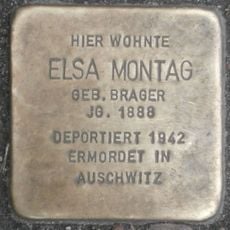 HIER WOHNTE
ELSA MONTAG
GEB. BRAGER
JG. 1888
DEPORTIERT 1942
ERMORDET IN
AUSCHWITZ